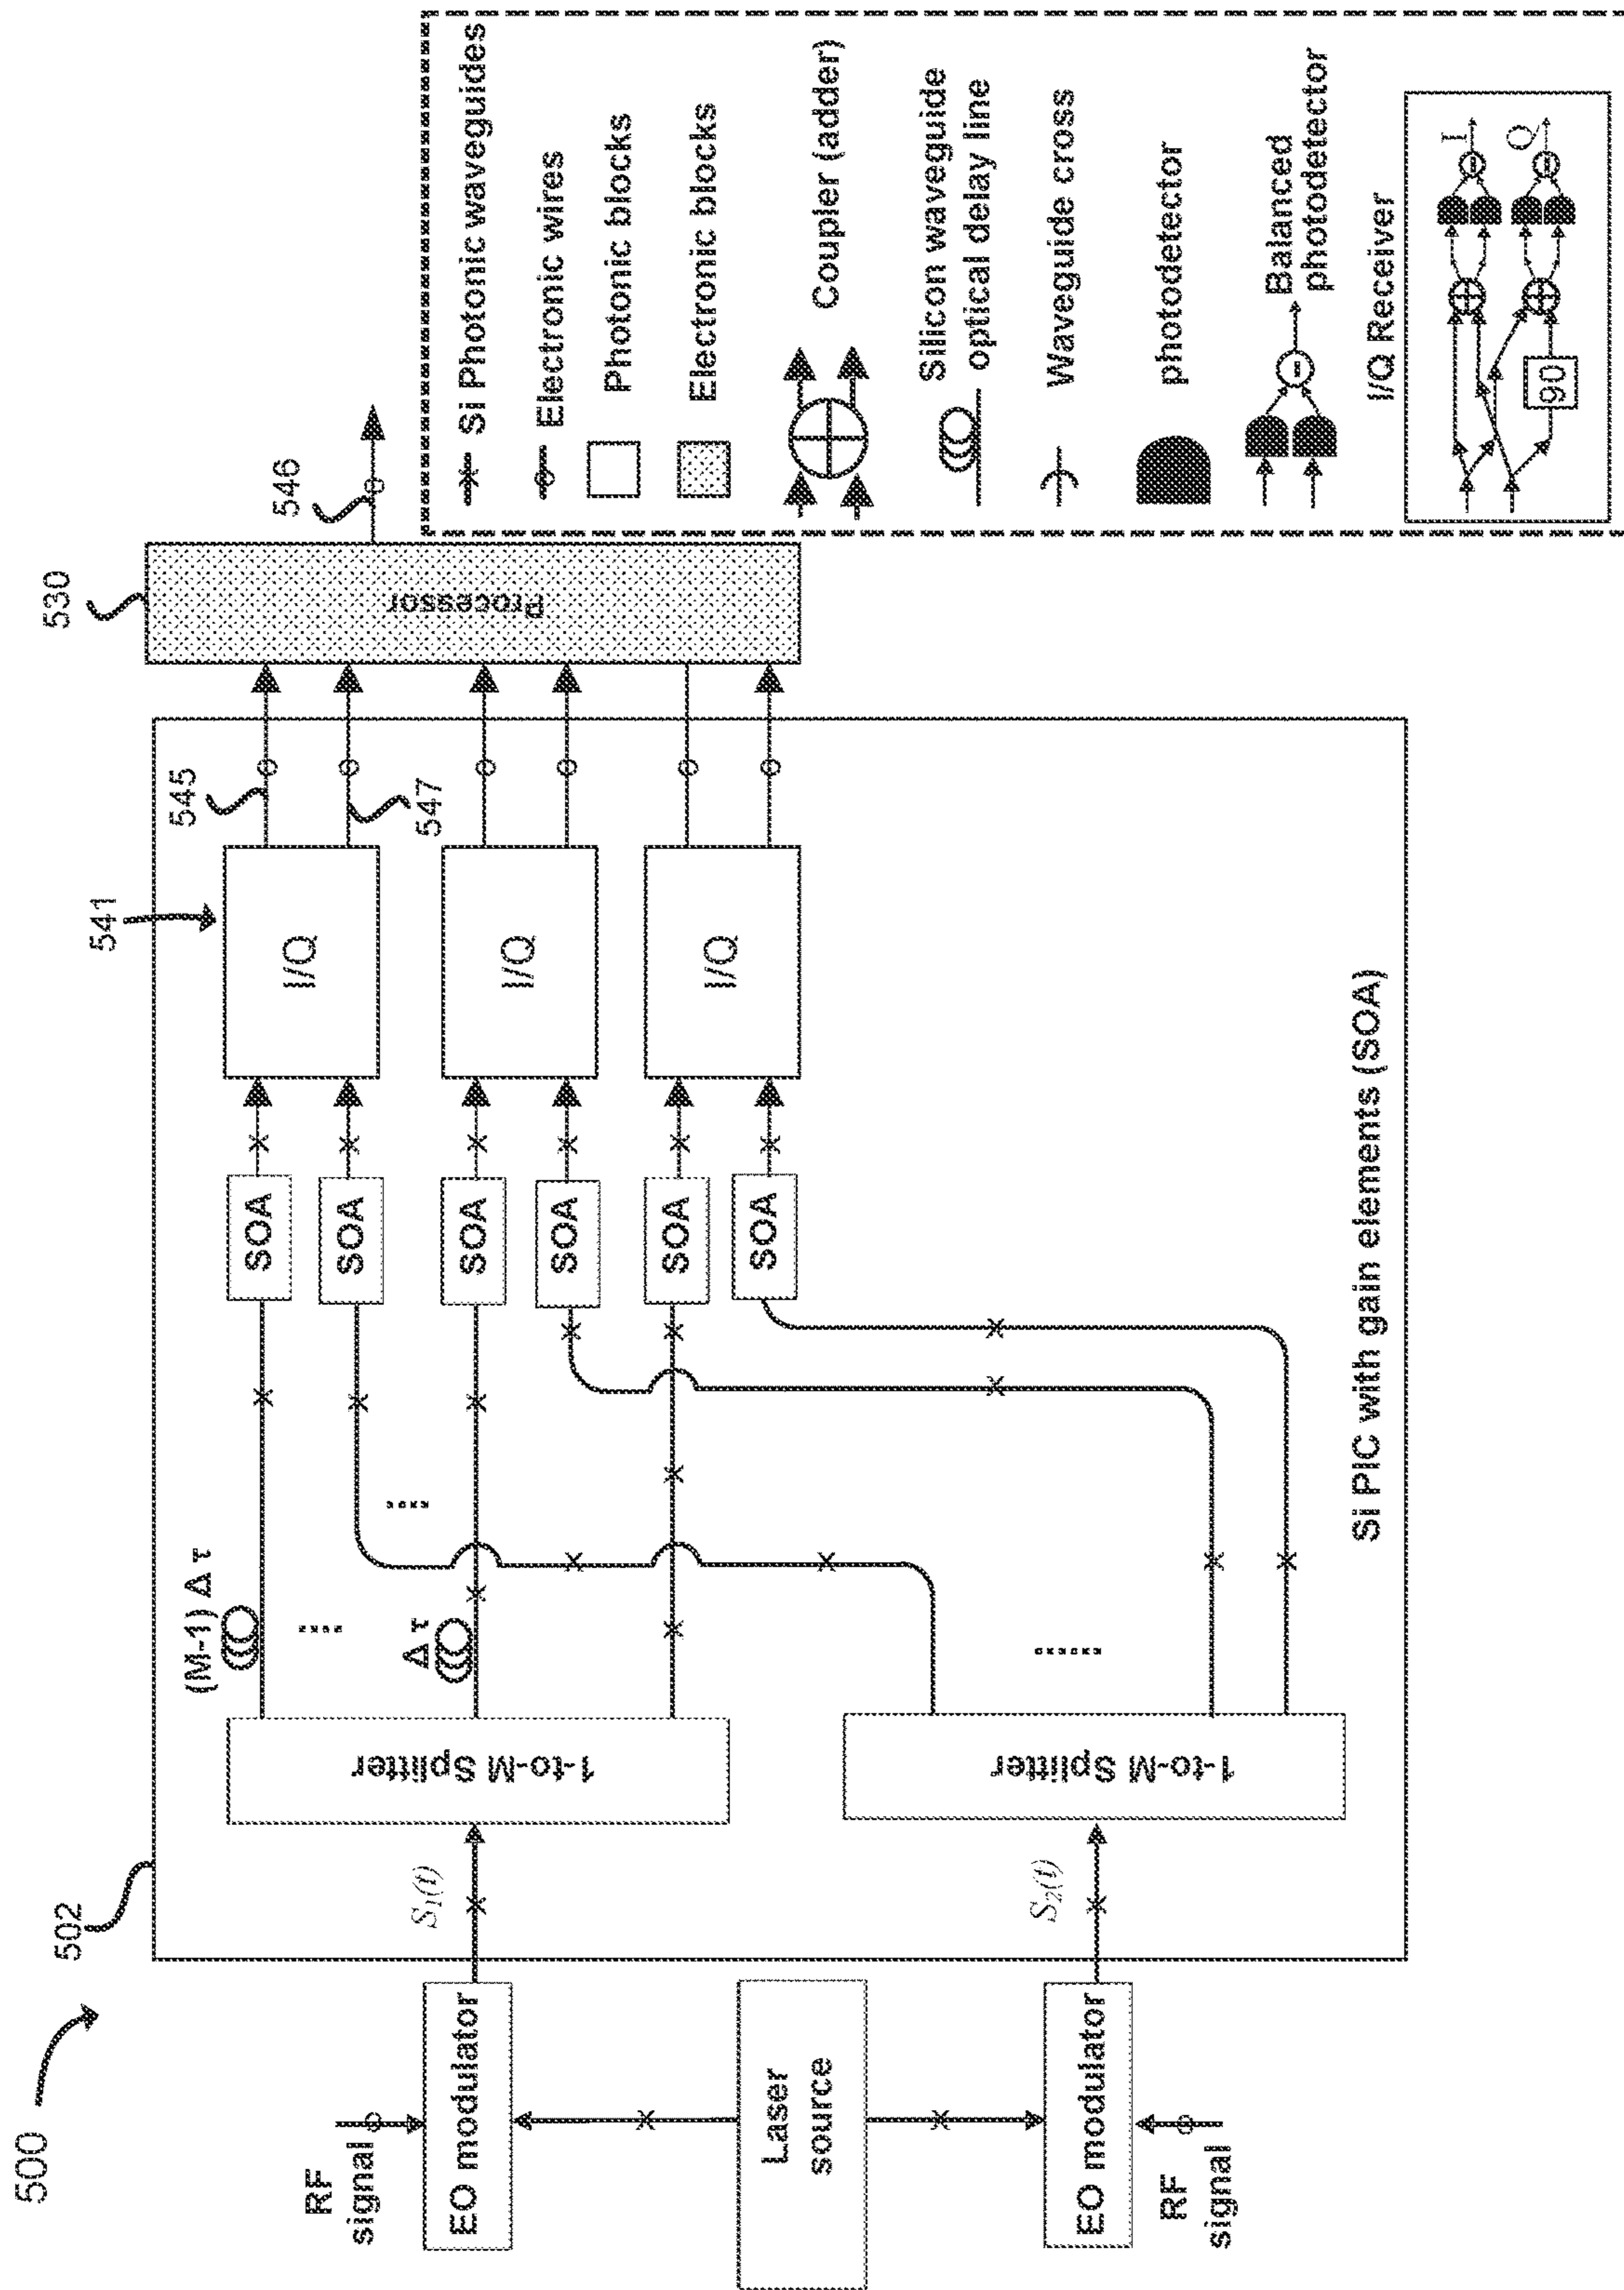 500
502
RF
signal
EO modulator
Laser
source
EO modulator
RF
signal
S1(t)
S2(t)
1-to-M Splitter
1-to-M Splitter
(M-1) Δ τ
Δ τ
SOA
SOA
SOA
SOA
SOA
SOA
541
I/Q
I/Q
I/Q
545
547
Si PIC with gain elements (SOA)
530
Processor
546
Si Photonic waveguides
Electronic wires
Photonic blocks
Electronic blocks
Coupler (adder)
Silicon waveguide
optical delay line
Waveguide cross
photodetector
Balanced
photodetector
I/Q Receiver
90
I
Q